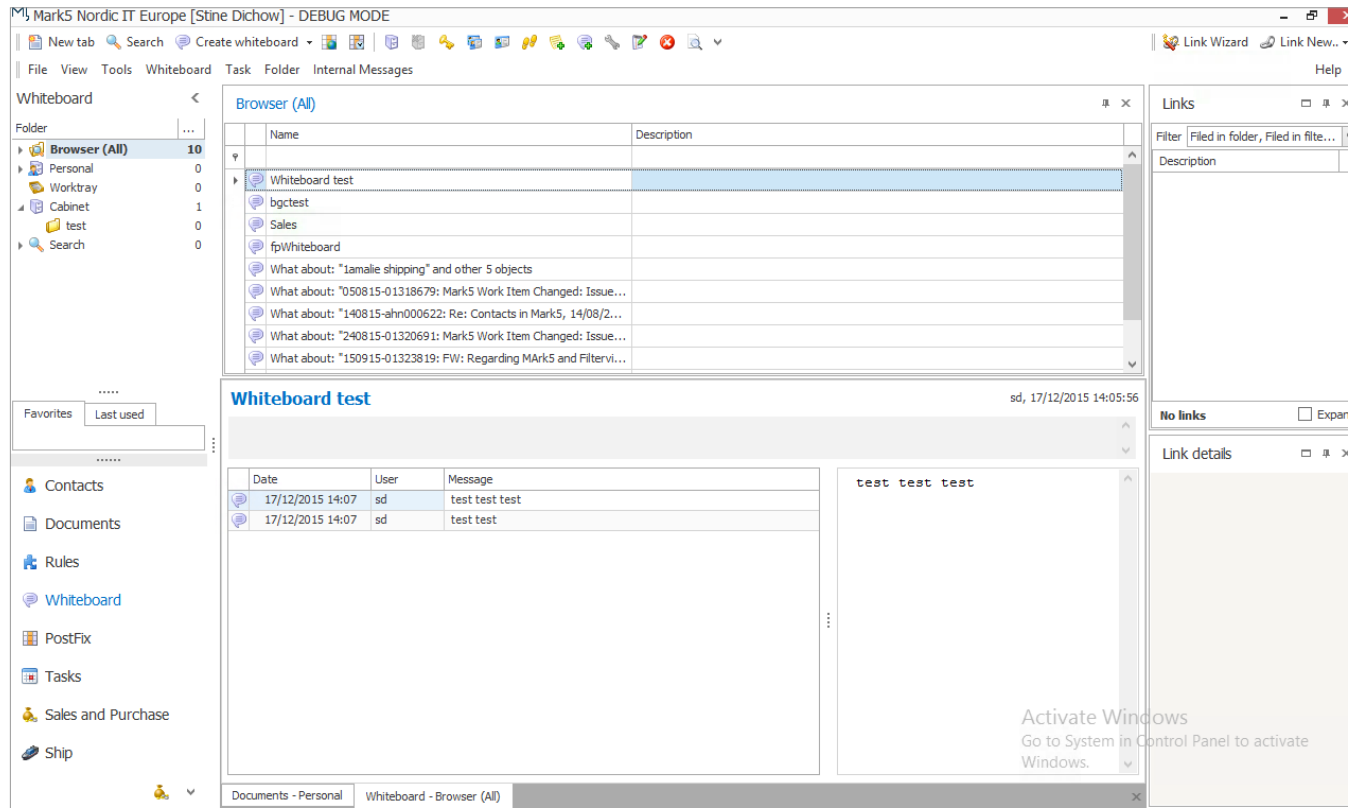 Mark5 Nordic IT Europe [Stine Dichow] - DEBUG MODE
New tab Search Create whiteboard Link Wizard Link New..
File View Tools Whiteboard Task Folder Internal Messages Help
Whiteboard
Folder ...
Browser (All) 10
Personal 0
Worktray 0
Cabinet 1
test 0
Search 0
Favorites Last used
Contacts
Documents
Rules
Whiteboard
PostFix
Tasks
Sales and Purchase
Ship
Browser (All)
Name Description
Whiteboard test
bgctest
Sales
fpWhiteboard
What about: "1amalie shipping" and other 5 objects
What about: "050815-01318679: Mark5 Work Item Changed: Issue...
What about: "140815-ahn000622: Re: Contacts in Mark5, 14/08/2...
What about: "240815-01320691: Mark5 Work Item Changed: Issue...
What about: "150915-01323819: FW: Regarding MArk5 and Filtervi...
Whiteboard test sd, 17/12/2015 14:05:56
Date User Message
17/12/2015 14:07 sd test test test
17/12/2015 14:07 sd test test
test test test
Documents - Personal Whiteboard - Browser (All)
Links
Filter Filed in folder, Filed in filte...
Description
No links Expan
Link details
Activate Windows
Go to System in Control Panel to activate
Windows.